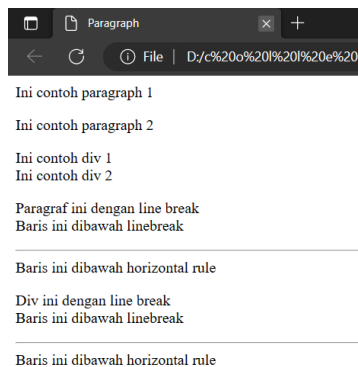 Paragraph
File | D:/c%20o%20l%20l%20e%20
Ini contoh paragraph 1
Ini contoh paragraph 2
Ini contoh div 1
Ini contoh div 2
Paragraf ini dengan line break
Baris ini dibawah linebreak
Baris ini dibawah horizontal rule
Div ini dengan line break
Baris ini dibawah linebreak
Baris ini dibawah horizontal rule